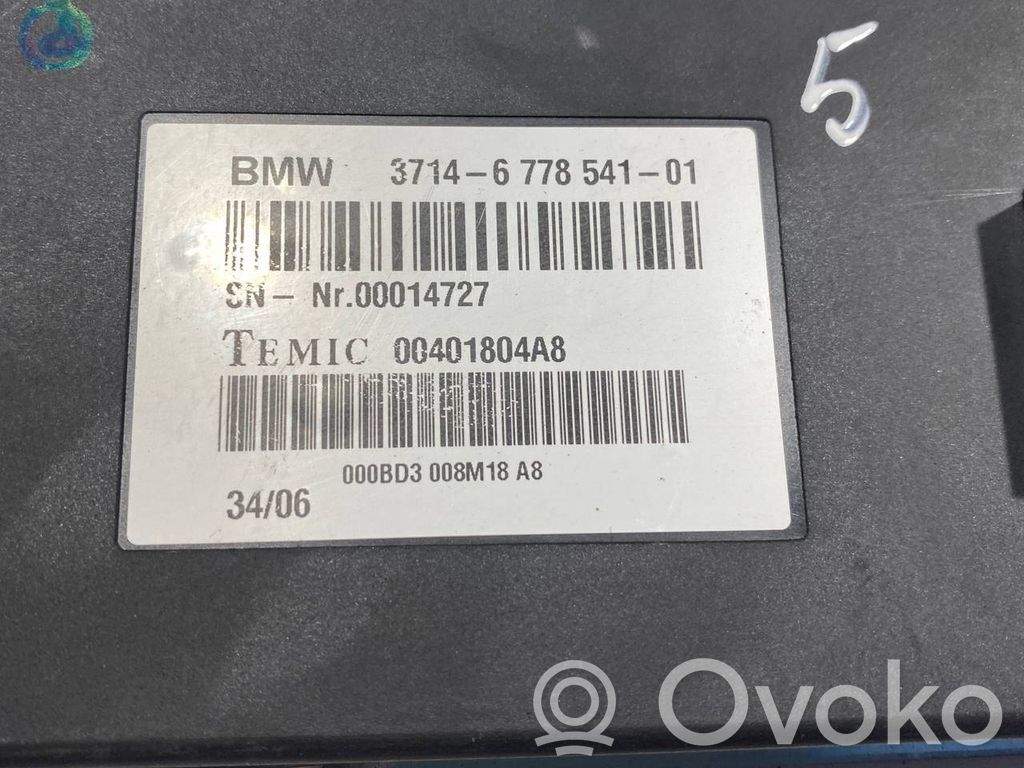 5
BMW 3714-6 778 541-01
SN- Nr.00014727
TEMIC 00401804A8
000BD3 008M18 A8
34/06
Ovoko